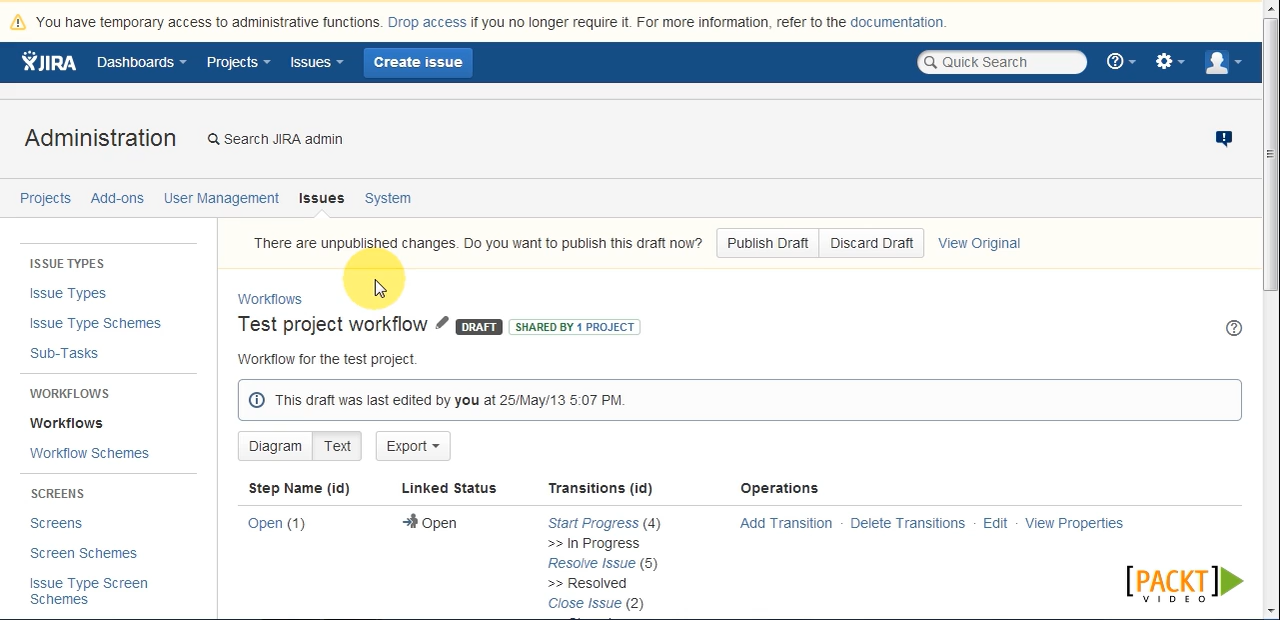 You have temporary access to administrative functions. Drop access if you no longer require it. For more information, refer to the documentation.
JIRA Dashboards Projects Issues Create issue Quick Search
Administration Search JIRA admin
Projects Add-ons User Management Issues System
There are unpublished changes. Do you want to publish this draft now? Publish Draft Discard Draft View Original
ISSUE TYPES
Issue Types
Issue Type Schemes
Sub-Tasks
WORKFLOWS
Workflows
Workflow Schemes
SCREENS
Screens
Screen Schemes
Issue Type Screen
Schemes
Workflows
Test project workflow DRAFT SHARED BY 1 PROJECT
Workflow for the test project.
This draft was last edited by you at 25/May/13 5:07 PM.
Diagram Text Export
Step Name (id) Linked Status Transitions (id) Operations
Open (1) Open Start Progress (4) Add Transition · Delete Transitions · Edit · View Properties
>> In Progress
Resolve Issue (5)
>> Resolved
Close Issue (2)
[PACKT]
VIDEO